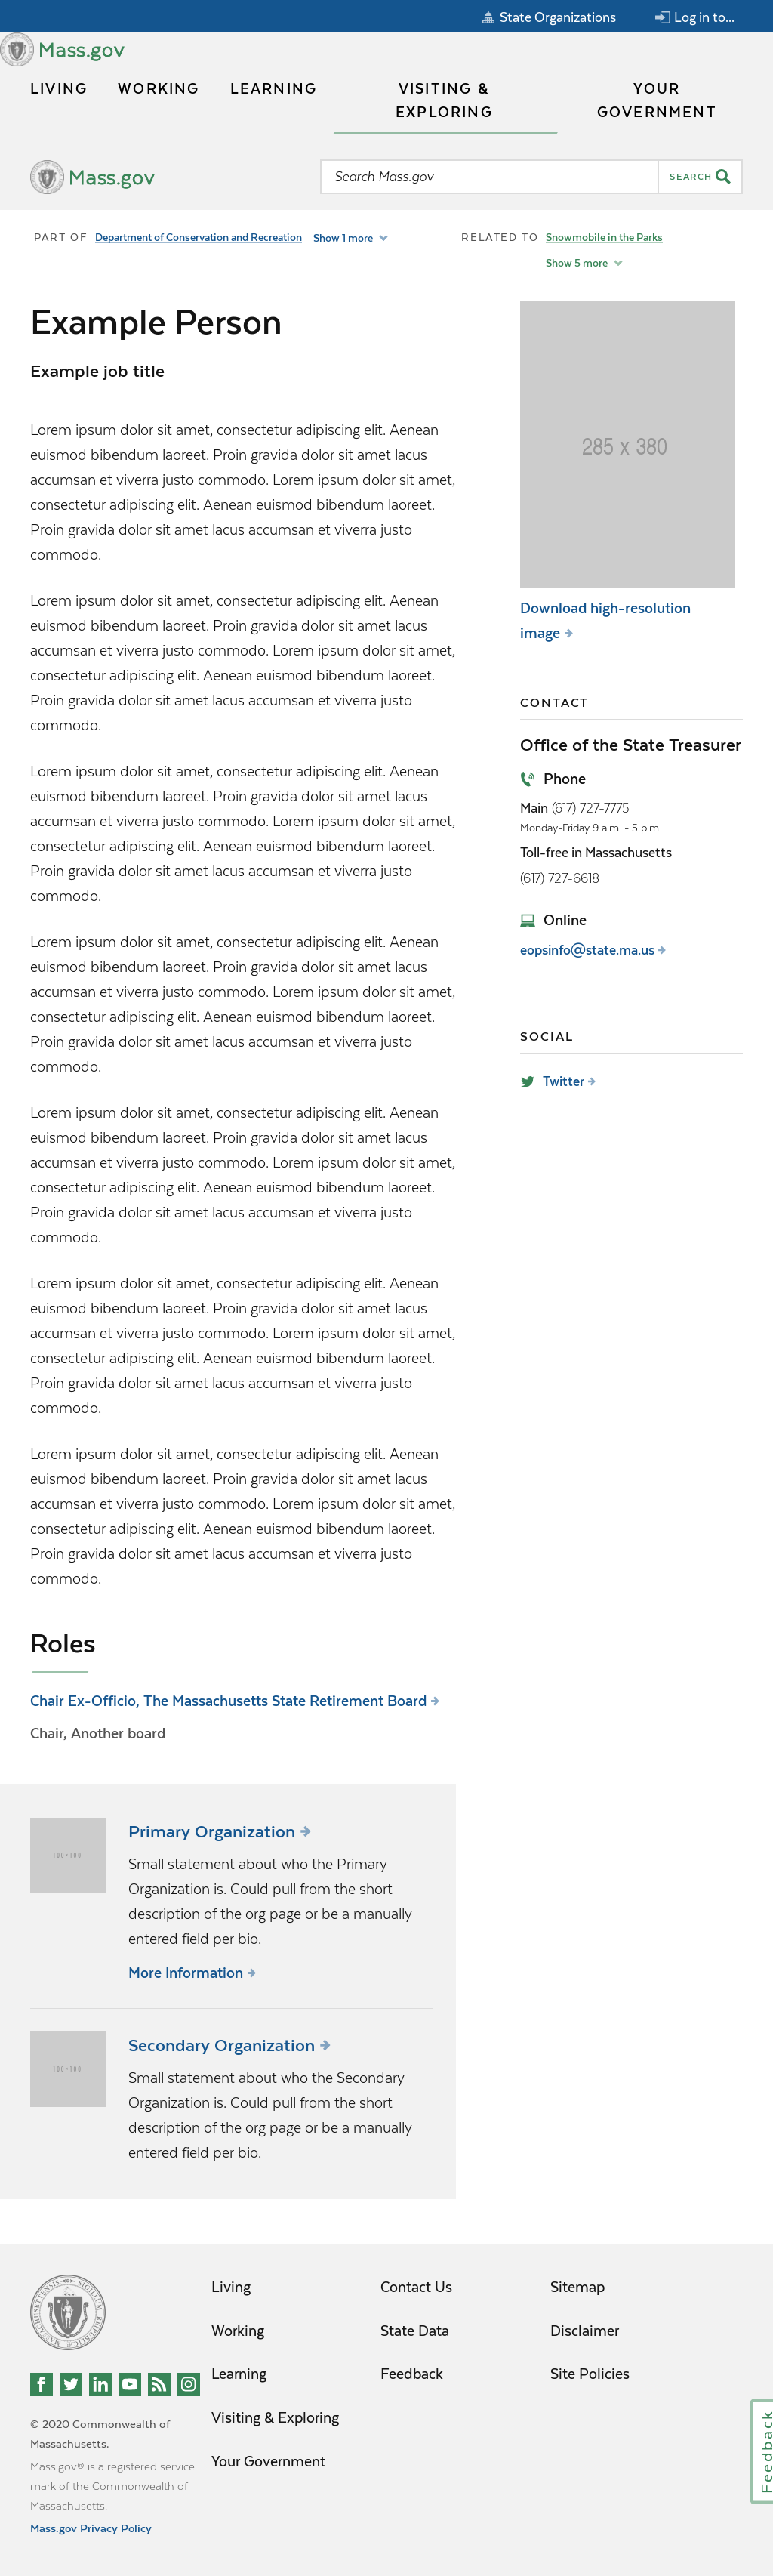 State Organizations
Log in to...
Mass.gov
LIVING
WORKING
LEARNING
VISITING &
EXPLORING
YOUR
GOVERNMENT
Mass.gov
Search Mass.gov
SEARCH
PART OF
Department of Conservation and Recreation
Show 1 more
RELATED TO
Snowmobile in the Parks
Show 5 more
Example Person
Example job title
Lorem ipsum dolor sit amet, consectetur adipiscing elit. Aenean
euismod bibendum laoreet. Proin gravida dolor sit amet lacus
accumsan et viverra justo commodo. Lorem ipsum dolor sit amet,
consectetur adipiscing elit. Aenean euismod bibendum laoreet.
Proin gravida dolor sit amet lacus accumsan et viverra justo
commodo.
Lorem ipsum dolor sit amet, consectetur adipiscing elit. Aenean
euismod bibendum laoreet. Proin gravida dolor sit amet lacus
accumsan et viverra justo commodo. Lorem ipsum dolor sit amet,
consectetur adipiscing elit. Aenean euismod bibendum laoreet.
Proin gravida dolor sit amet lacus accumsan et viverra justo
commodo.
Lorem ipsum dolor sit amet, consectetur adipiscing elit. Aenean
euismod bibendum laoreet. Proin gravida dolor sit amet lacus
accumsan et viverra justo commodo. Lorem ipsum dolor sit amet,
consectetur adipiscing elit. Aenean euismod bibendum laoreet.
Proin gravida dolor sit amet lacus accumsan et viverra justo
commodo.
Lorem ipsum dolor sit amet, consectetur adipiscing elit. Aenean
euismod bibendum laoreet. Proin gravida dolor sit amet lacus
accumsan et viverra justo commodo. Lorem ipsum dolor sit amet,
consectetur adipiscing elit. Aenean euismod bibendum laoreet.
Proin gravida dolor sit amet lacus accumsan et viverra justo
commodo.
Lorem ipsum dolor sit amet, consectetur adipiscing elit. Aenean
euismod bibendum laoreet. Proin gravida dolor sit amet lacus
accumsan et viverra justo commodo. Lorem ipsum dolor sit amet,
consectetur adipiscing elit. Aenean euismod bibendum laoreet.
Proin gravida dolor sit amet lacus accumsan et viverra justo
commodo.
Lorem ipsum dolor sit amet, consectetur adipiscing elit. Aenean
euismod bibendum laoreet. Proin gravida dolor sit amet lacus
accumsan et viverra justo commodo. Lorem ipsum dolor sit amet,
consectetur adipiscing elit. Aenean euismod bibendum laoreet.
Proin gravida dolor sit amet lacus accumsan et viverra justo
commodo.
Lorem ipsum dolor sit amet, consectetur adipiscing elit. Aenean
euismod bibendum laoreet. Proin gravida dolor sit amet lacus
accumsan et viverra justo commodo. Lorem ipsum dolor sit amet,
consectetur adipiscing elit. Aenean euismod bibendum laoreet.
Proin gravida dolor sit amet lacus accumsan et viverra justo
commodo.
Roles
Chair Ex-Officio, The Massachusetts State Retirement Board
Chair, Another board
285 x 380
Download high-resolution
image
CONTACT
Office of the State Treasurer
Phone
Main (617) 727-7775
Monday-Friday 9 a.m. - 5 p.m.
Toll-free in Massachusetts
(617) 727-6618
Online
eopsinfo@state.ma.us
SOCIAL
Twitter
100×100
Primary Organization
Small statement about who the Primary
Organization is. Could pull from the short
description of the org page or be a manually
entered field per bio.
More Information
100×100
Secondary Organization
Small statement about who the Secondary
Organization is. Could pull from the short
description of the org page or be a manually
entered field per bio.
© 2020 Commonwealth of
Massachusetts.
Mass.gov® is a registered service
mark of the Commonwealth of
Massachusetts.
Mass.gov Privacy Policy
Living
Working
Learning
Visiting & Exploring
Your Government
Contact Us
State Data
Feedback
Sitemap
Disclaimer
Site Policies
Feedback